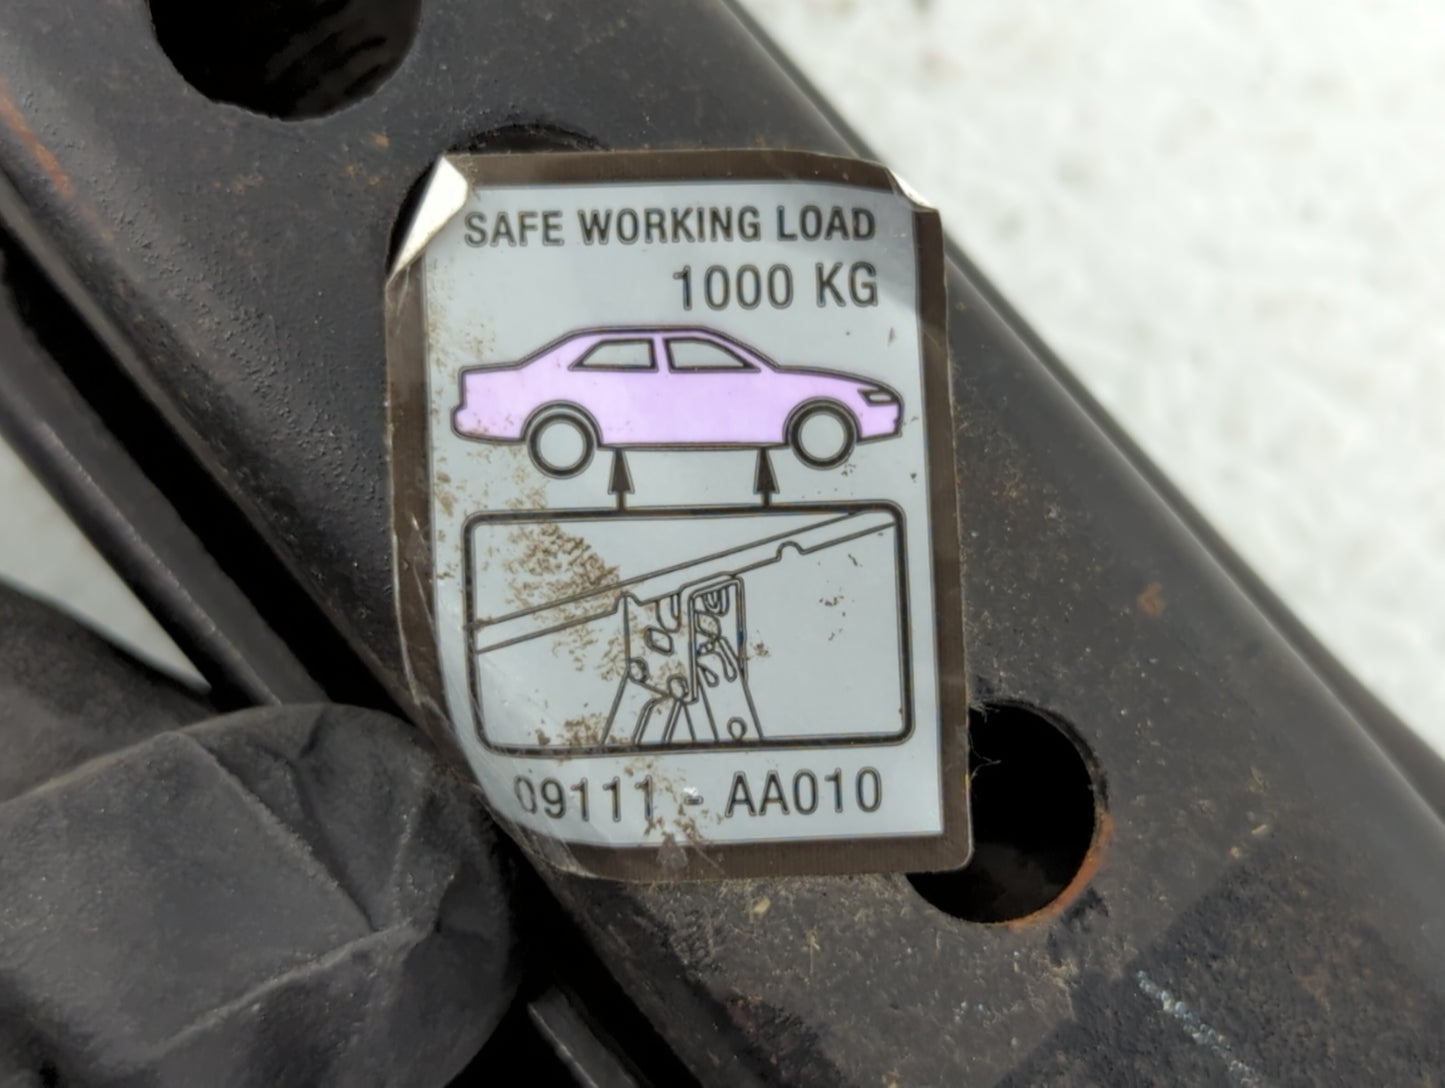 SAFE WORKING LOAD
1000 KG
09111 - AA010